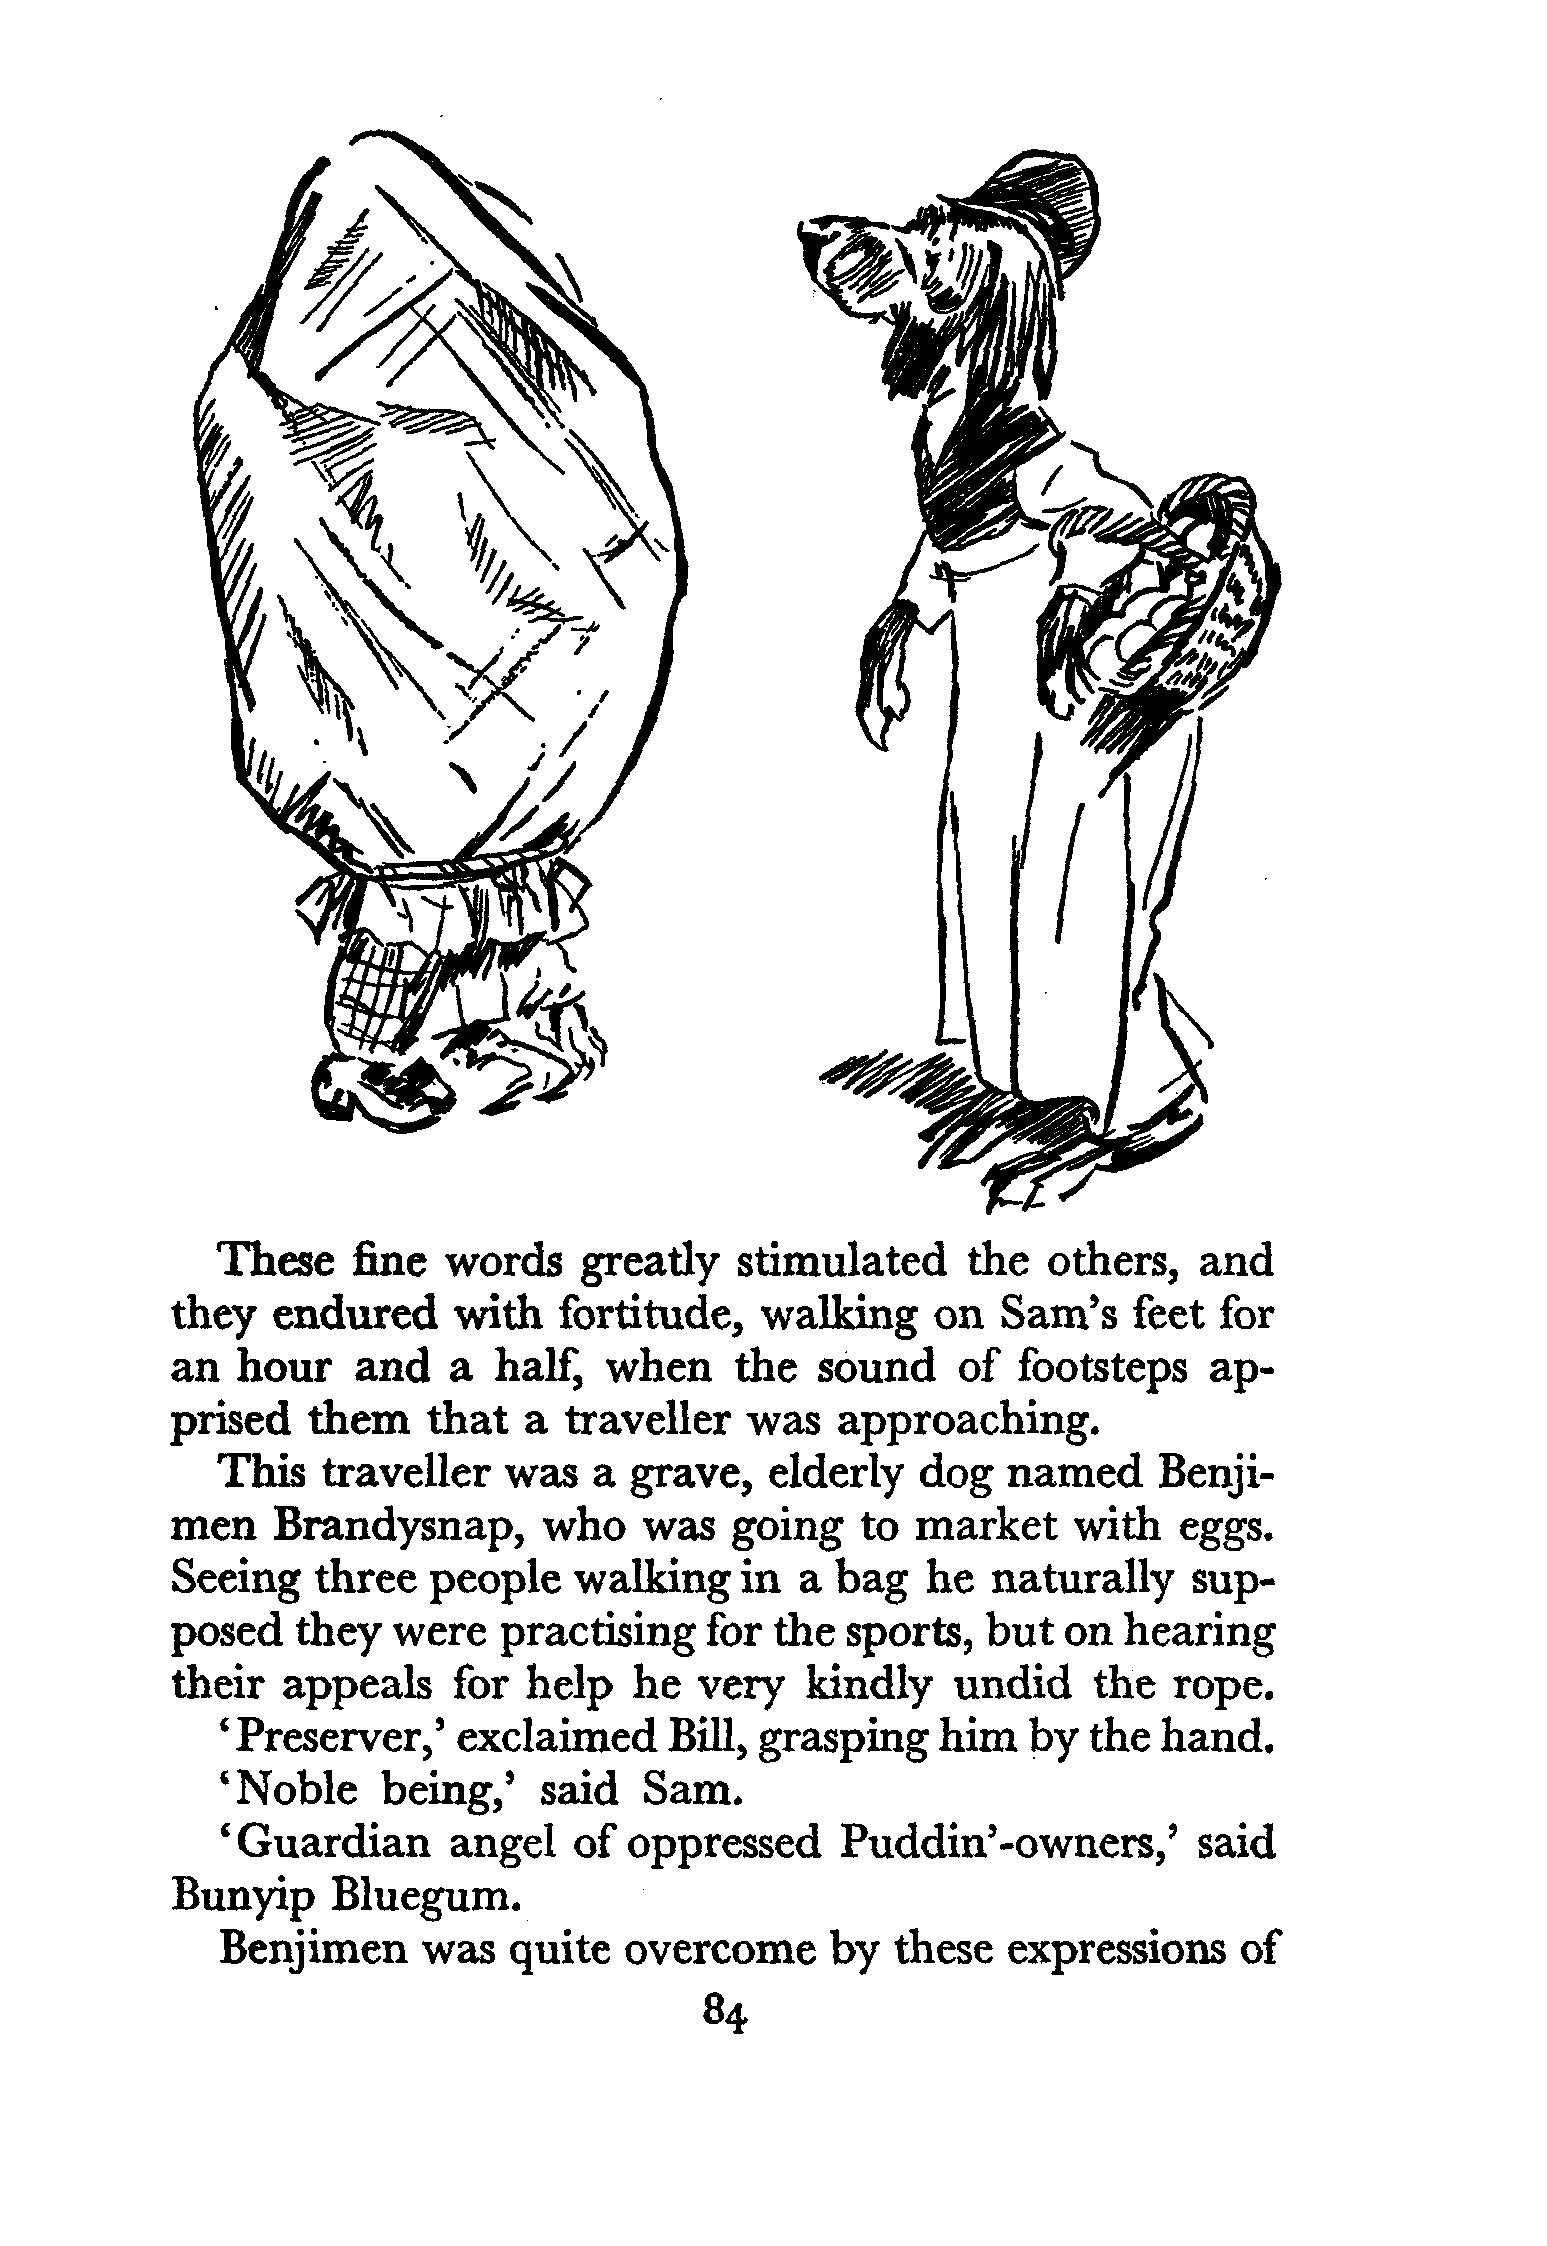 These fine words greatly stimulated the others, and
they endured with fortitude, walking on Sam's feet for
an hour and a half, when the sound of footsteps ap-
prised them that a traveller was approaching.
This traveller was a grave, elderly dog named Benji-
men Brandysnap, who was going to market with eggs.
Seeing three people walking in a bag he naturally sup-
posed they were practising for the sports, but on hearing
their appeals for help he very kindly undid the rope.
‘Preserver,’ exclaimed Bill, grasping him by the hand.
‘Noble being,’ said Sam.
‘Guardian angel of oppressed Puddin’-owners,’ said
Bunyip Bluegum.
Benjimen was quite overcome by these expressions of
84